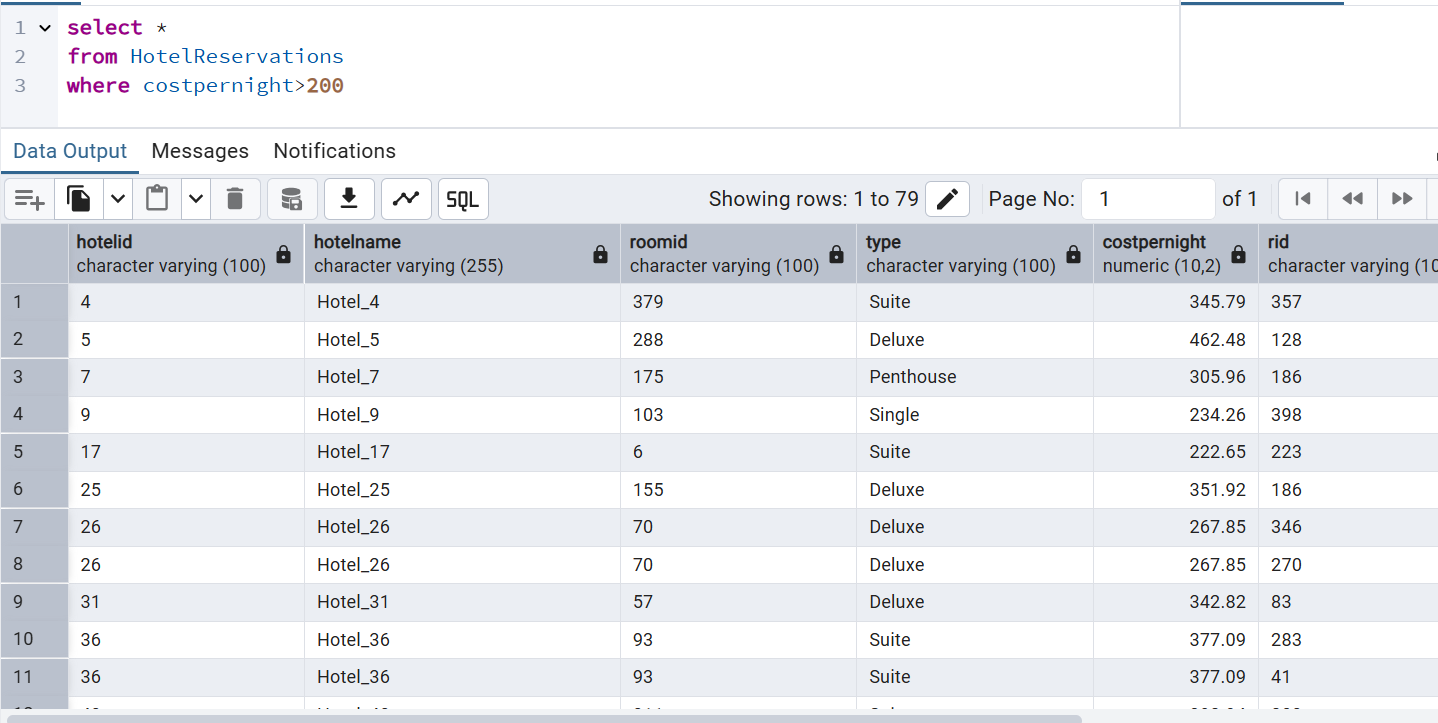 1 select *
2 from HotelReservations
3 where costpernight>200
Data Output Messages Notifications
SQL Showing rows: 1 to 79 Page No: 1 of 1
hotelid hotelname roomid type costpernight rid
character varying (100) character varying (255) character varying (100) character varying (100) numeric (10,2) character varying (10
1 4 Hotel_4 379 Suite 345.79 357
2 5 Hotel_5 288 Deluxe 462.48 128
3 7 Hotel_7 175 Penthouse 305.96 186
4 9 Hotel_9 103 Single 234.26 398
5 17 Hotel_17 6 Suite 222.65 223
6 25 Hotel_25 155 Deluxe 351.92 186
7 26 Hotel_26 70 Deluxe 267.85 346
8 26 Hotel_26 70 Deluxe 267.85 270
9 31 Hotel_31 57 Deluxe 342.82 83
10 36 Hotel_36 93 Suite 377.09 283
11 36 Hotel_36 93 Suite 377.09 41